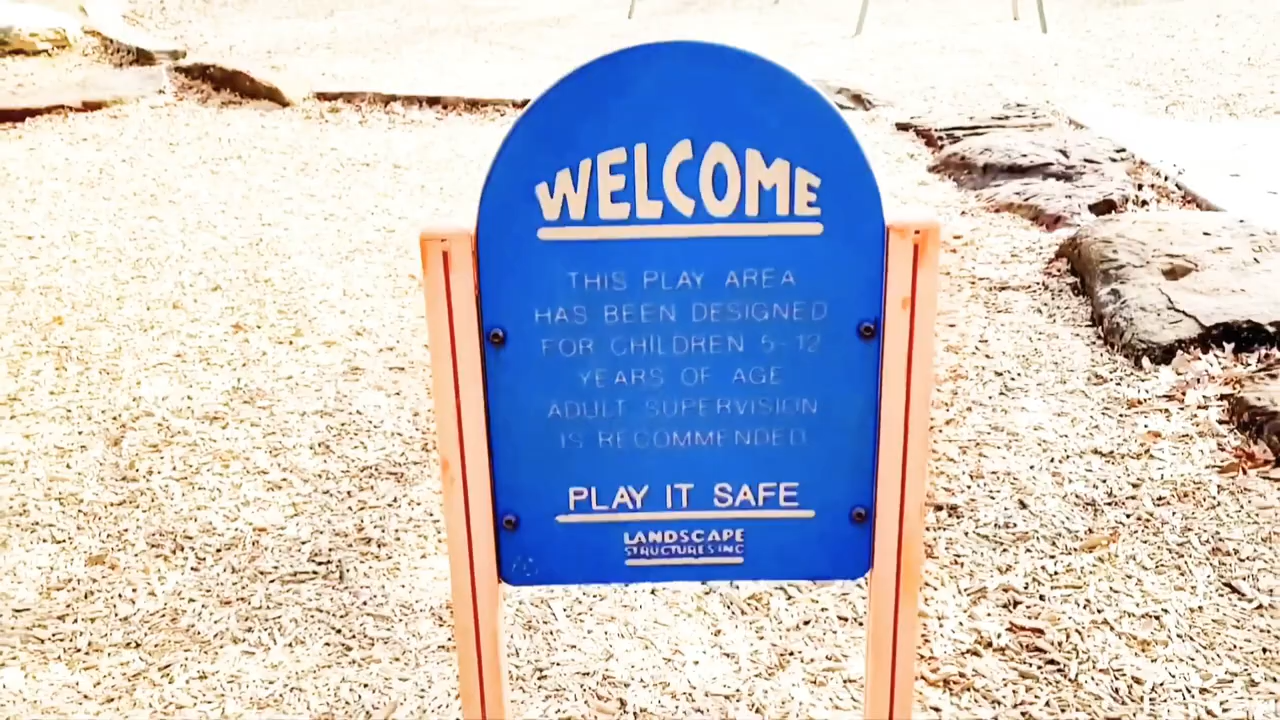 WELCOME
THIS PLAY AREA
HAS BEEN DESIGNED
FOR CHILDREN 5-12
YEARS OF AGE
ADULT SUPERVISION
IS RECOMMENDED
PLAY IT SAFE
LANDSCAPE
STRUCTURES INC